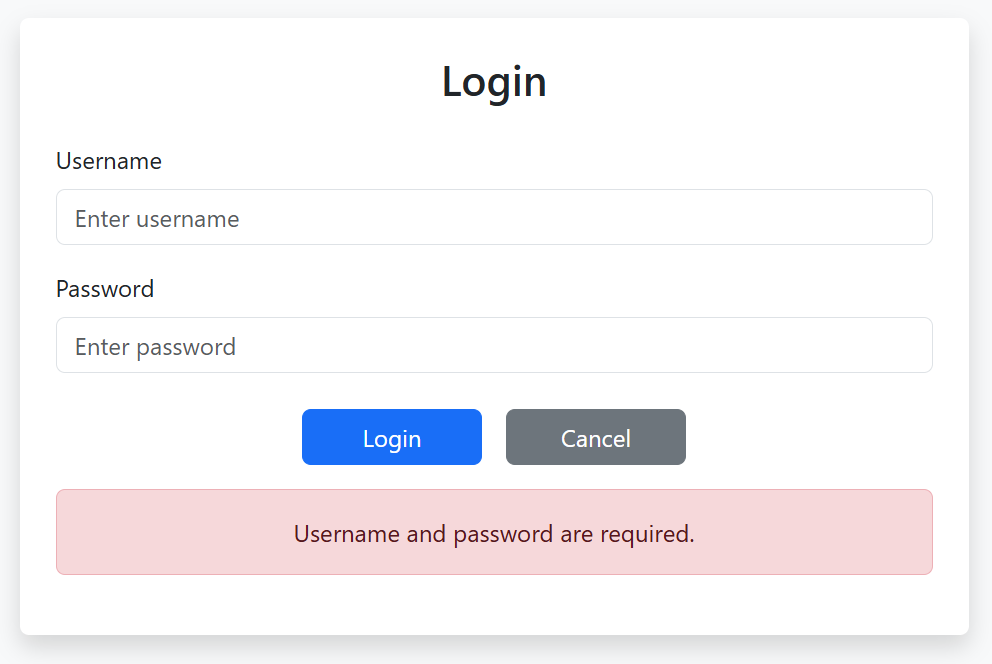 Login
Username
Enter username
Password
Enter password
Login Cancel
Username and password are required.